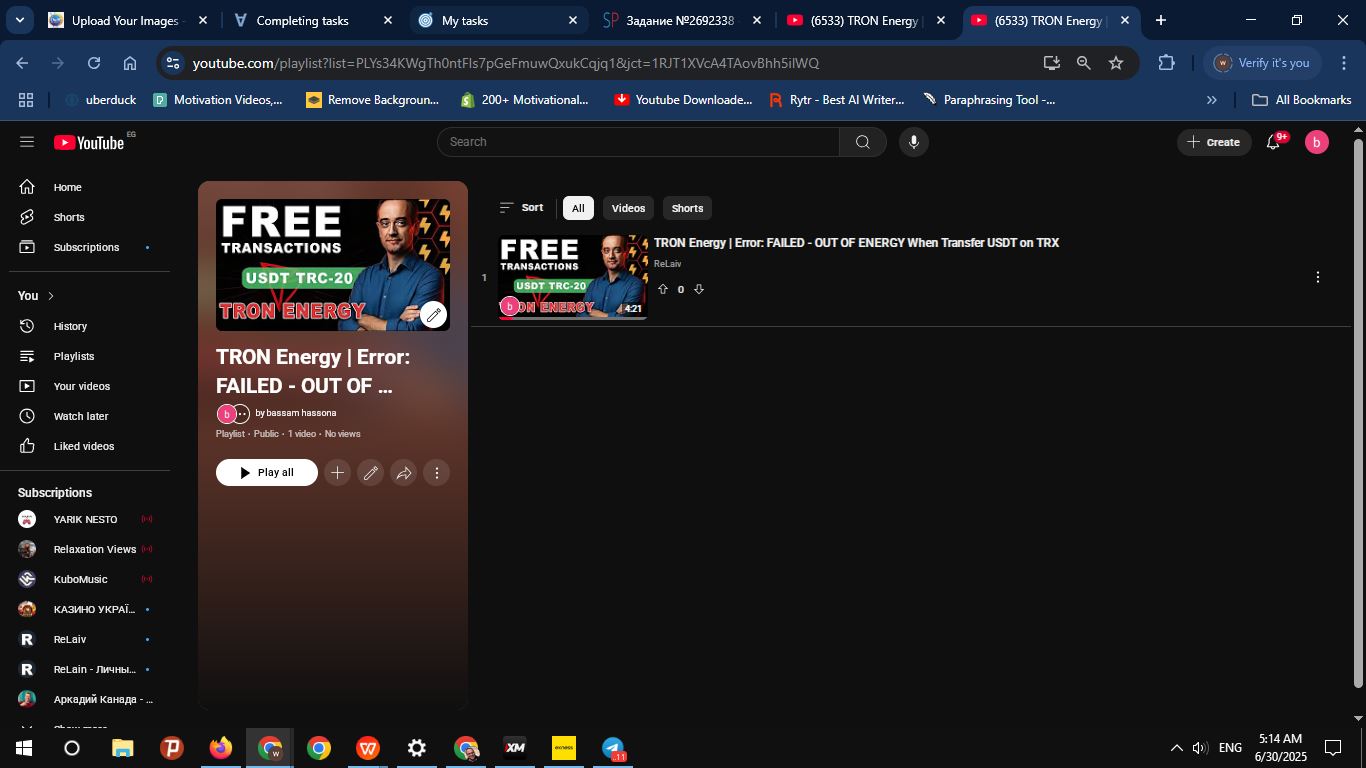 Upload Your Images -
Completing tasks
My tasks
Задание №2692338
(6533) TRON Energy |
(6533) TRON Energy |
youtube.com/playlist?list=PLYs34KWgTh0ntFls7pGeFmuwQxukCqjq1&jct=1RJT1XVcA4TAovBhh5iIWQ
Verify it's you
uberduck
Motivation Videos,...
Remove Backgroun...
200+ Motivational...
Youtube Downloade...
Rytr - Best AI Writer...
Paraphrasing Tool -...
All Bookmarks
YouTube EG
Search
Create
9+
b
Home
Shorts
Subscriptions
You
History
Playlists
Your videos
Watch later
Liked videos
Subscriptions
YARIK NESTO
Relaxation Views
KuboMusic
КАЗИНО УКРАЇ...
ReLaiv
ReLain - Личны...
Аркадий Канада - ...
FREE
TRANSACTIONS
USDT TRC-20
TRON ENERGY
TRON Energy | Error:
FAILED - OUT OF ...
by bassam hassona
Playlist · Public · 1 video · No views
Play all
Sort
All
Videos
Shorts
1
FREE
TRANSACTIONS
USDT TRC-20
4:21
TRON Energy | Error: FAILED - OUT OF ENERGY When Transfer USDT on TRX
ReLaiv
0
XM
exness
11
ENG
5:14 AM
6/30/2025